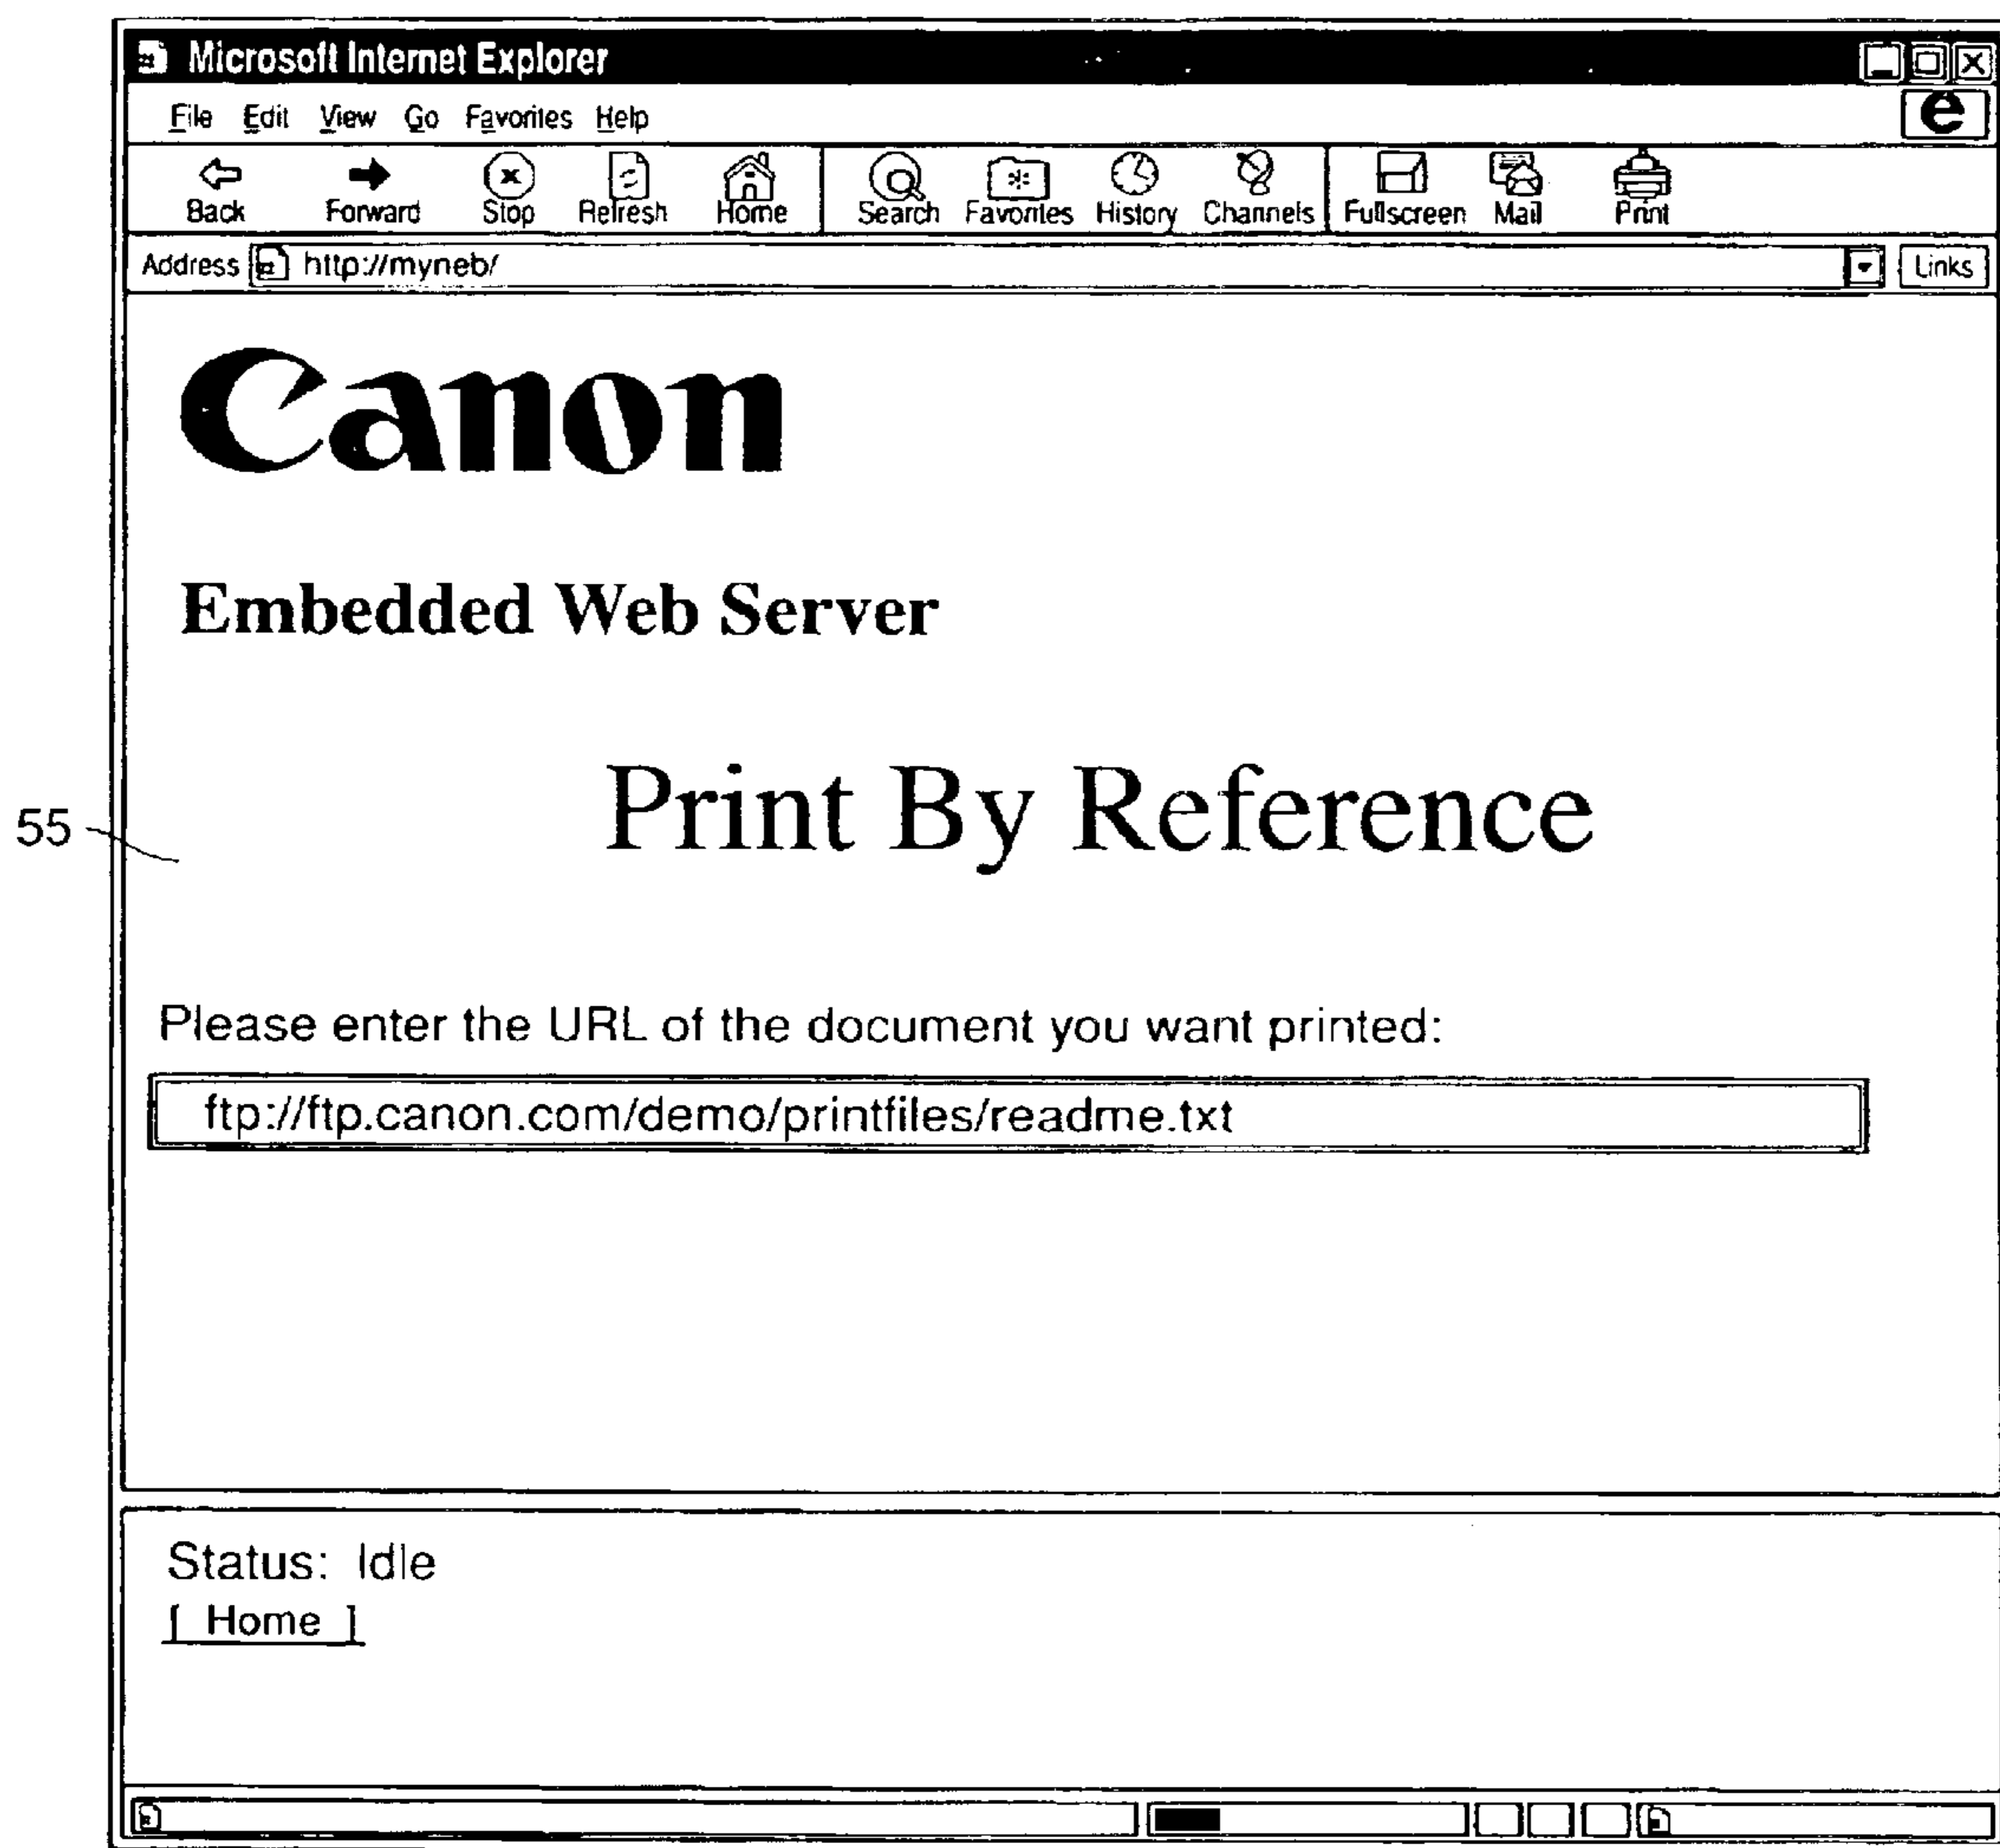 Microsoft Internet Explorer
File Edit View Go Favorites Help
e
Back Forward Stop Refresh Home Search Favorites History Channels Fullscreen Mail Print
Address http://myneb/ Links
Canon
Embedded Web Server
Print By Reference
55
Please enter the URL of the document you want printed:
ftp://ftp.canon.com/demo/printfiles/readme.txt
Status: Idle
[ Home ]